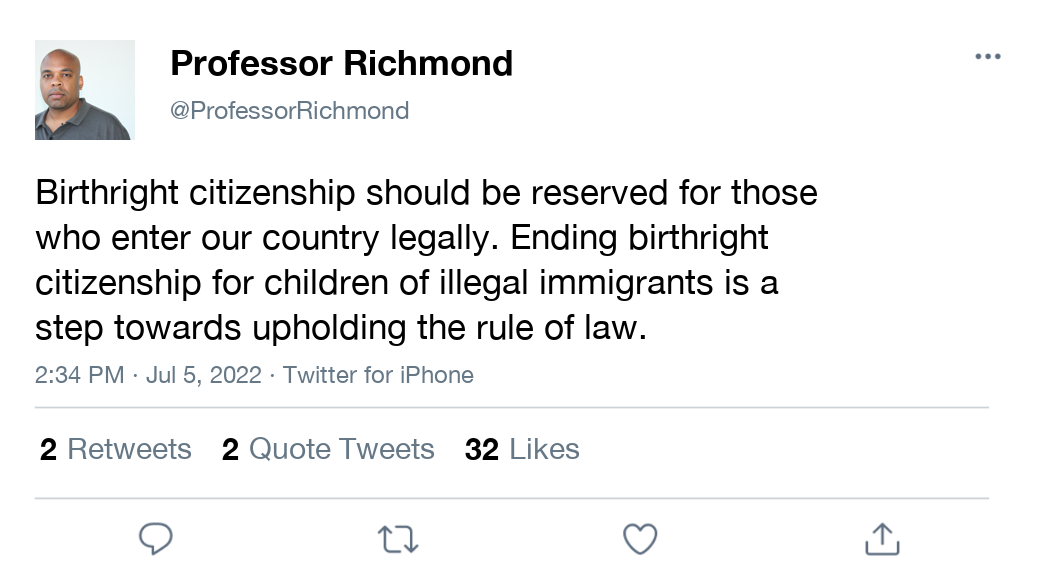 Professor Richmond
@ProfessorRichmond
Birthright citizenship should be reserved for those
who enter our country legally. Ending birthright
citizenship for children of illegal immigrants is a
step towards upholding the rule of law.
2:34 PM · Jul 5, 2022 · Twitter for iPhone
2 Retweets 2 Quote Tweets 32 Likes